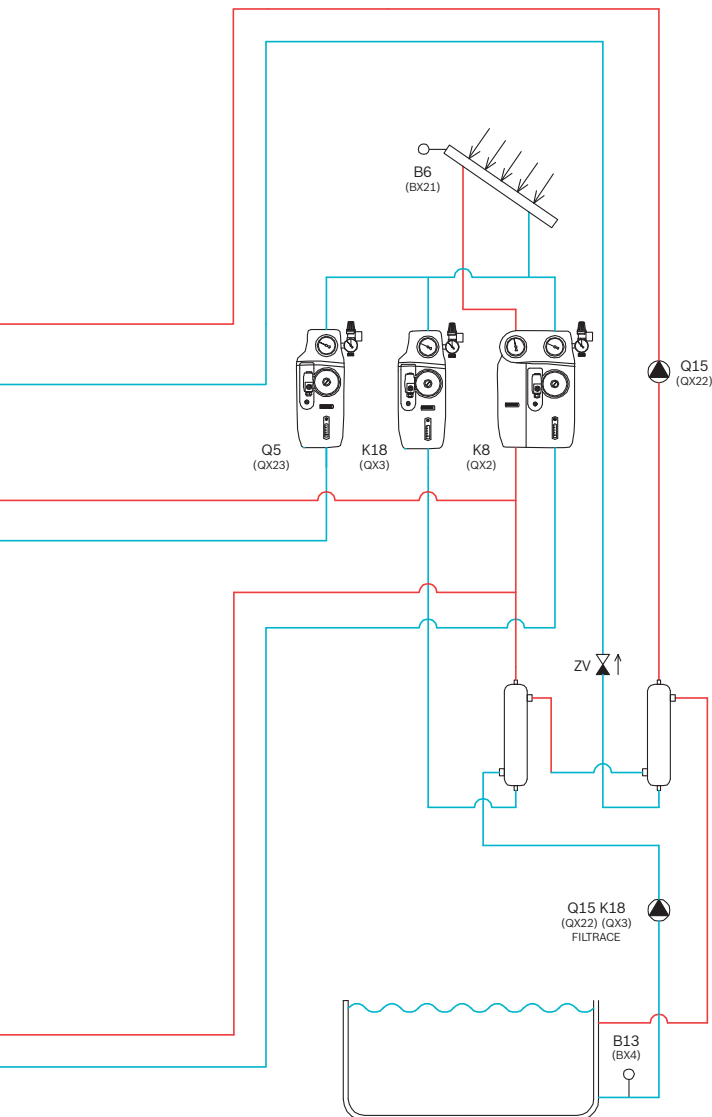 B6
(BX21)
Q15
(QX22)
Q5
(QX23)
K18
(QX3)
K8
(QX2)
ZV
Q15 K18
(QX22) (QX3)
FILTRACE
B13
(BX4)